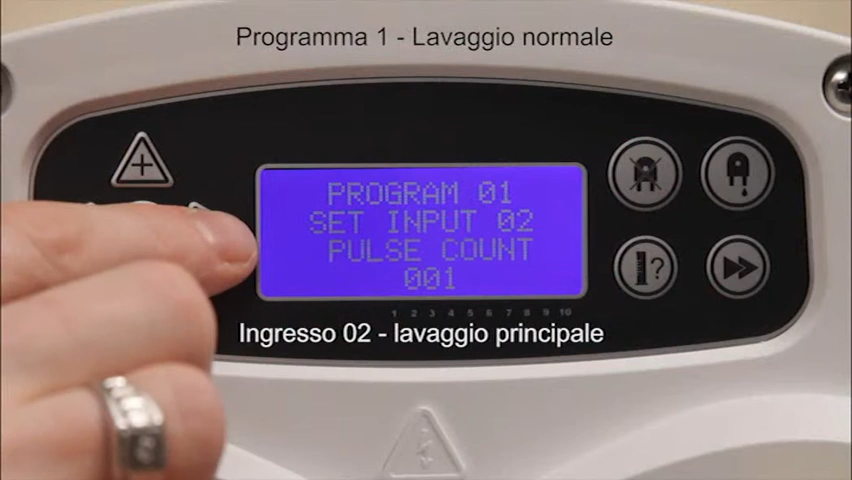 Programma 1 - Lavaggio normale
PROGRAM 01
SET INPUT 02
PULSE COUNT
001
1 2 3 4 5 6 7 8 9 10
Ingresso 02 - lavaggio principale
?